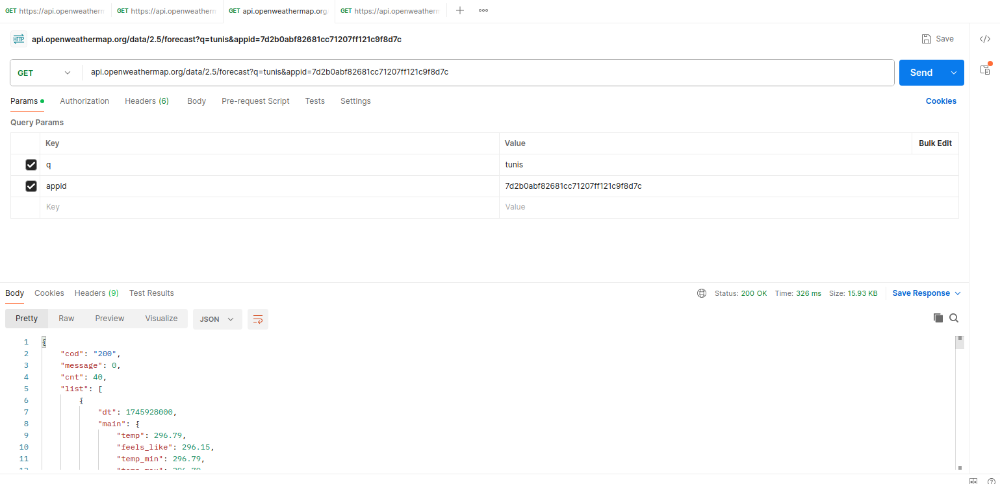 GET https://api.openweatherm GET https://api.openweatherm GET api.openweathermap.org/ GET https://api.openweatherm
HTTP api.openweathermap.org/data/2.5/forecast?q=tunis&appid=7d2b0abf82681cc71207ff121c9f8d7c Save
GET api.openweathermap.org/data/2.5/forecast?q=tunis&appid=7d2b0abf82681cc71207ff121c9f8d7c Send
Params Authorization Headers (6) Body Pre-request Script Tests Settings Cookies
Query Params
Key Value Bulk Edit
q tunis
appid 7d2b0abf82681cc71207ff121c9f8d7c
Key Value
Body Cookies Headers (9) Test Results Status: 200 OK Time: 326 ms Size: 15.93 KB Save Response
Pretty Raw Preview Visualize JSON
1 {
2 "cod": "200",
3 "message": 0,
4 "cnt": 40,
5 "list": [
6 {
7 "dt": 1745928000,
8 "main": {
9 "temp": 296.79,
10 "feels_like": 296.15,
11 "temp_min": 296.79,